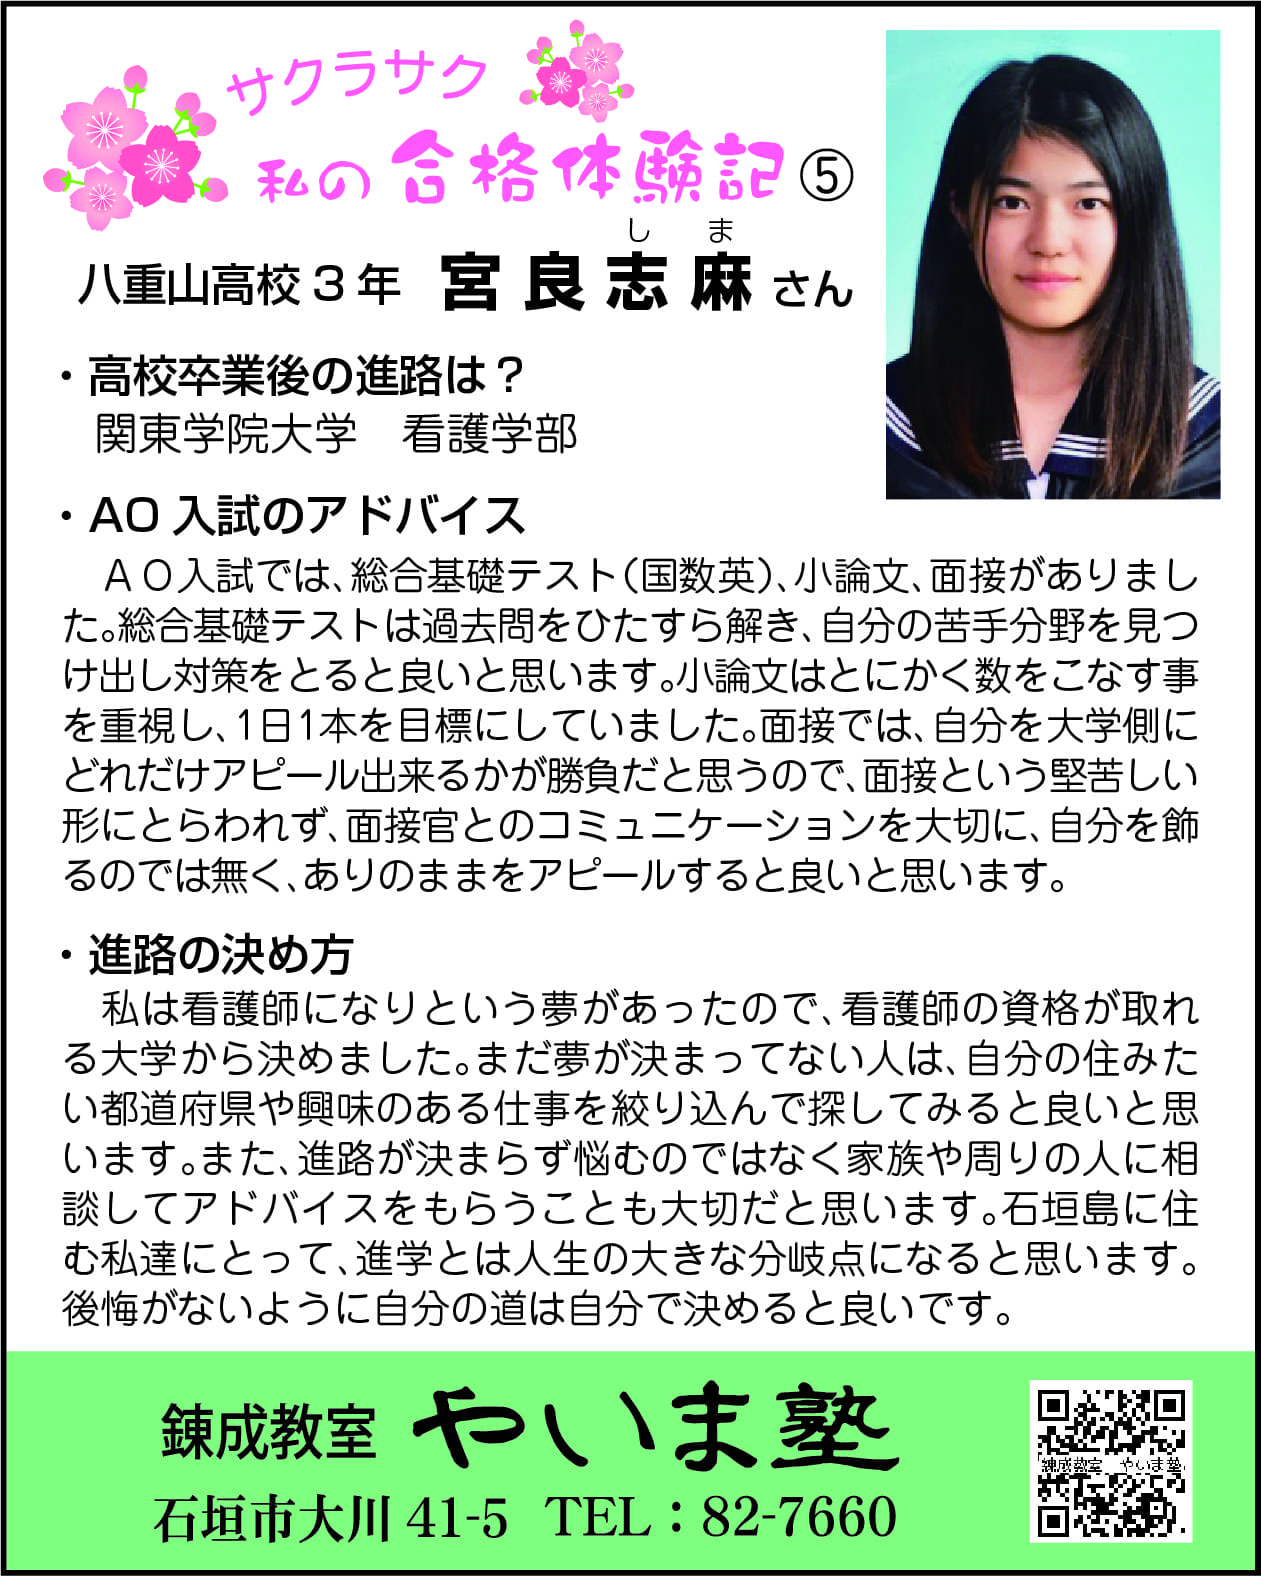 サクラサク
私の合格体験記⑤
しま
八重山高校3年 宮良志麻さん
・高校卒業後の進路は？
関東学院大学　看護学部
・AO入試のアドバイス
ＡＯ入試では、総合基礎テスト（国数英）、小論文、面接がありまし
た。総合基礎テストは過去問をひたすら解き、自分の苦手分野を見つ
け出し対策をとると良いと思います。小論文はとにかく数をこなす事
を重視し、1日1本を目標にしていました。面接では、自分を大学側に
どれだけアピール出来るかが勝負だと思うので、面接という堅苦しい
形にとらわれず、面接官とのコミュニケーションを大切に、自分を飾
るのでは無く、ありのままをアピールすると良いと思います。
・進路の決め方
私は看護師になりという夢があったので、看護師の資格が取れ
る大学から決めました。まだ夢が決まってない人は、自分の住みた
い都道府県や興味のある仕事を絞り込んで探してみると良いと思
います。また、進路が決まらず悩むのではなく家族や周りの人に相
談してアドバイスをもらうことも大切だと思います。石垣島に住
む私達にとって、進学とは人生の大きな分岐点になると思います。
後悔がないように自分の道は自分で決めると良いです。
錬成教室 やいま塾
石垣市大川41-5 TEL：82-7660
錬成教室　やいま塾